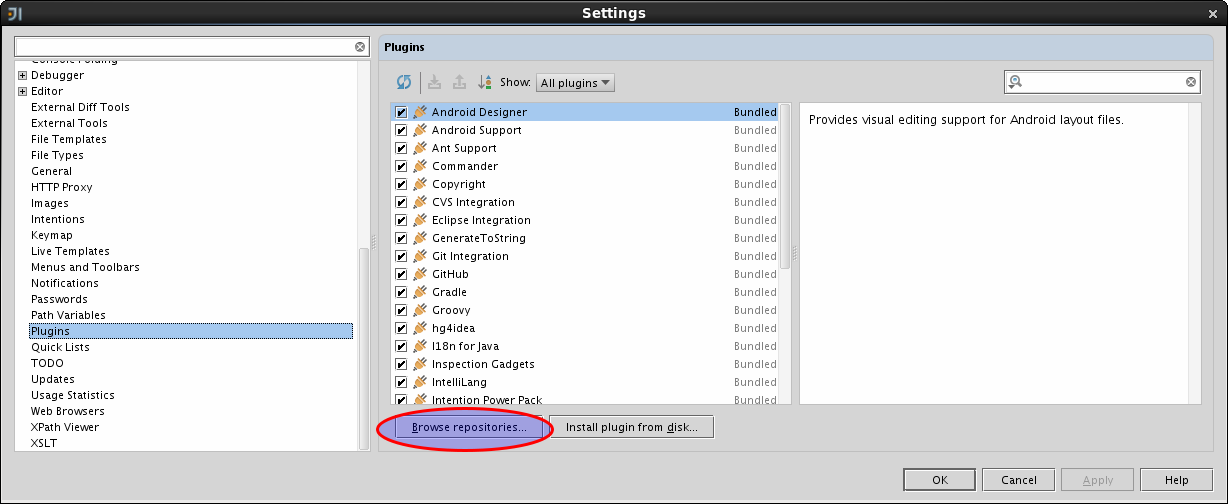 Settings
Console Folding
Debugger
Editor
External Diff Tools
External Tools
File Templates
File Types
General
HTTP Proxy
Images
Intentions
Keymap
Live Templates
Menus and Toolbars
Notifications
Passwords
Path Variables
Plugins
Quick Lists
TODO
Updates
Usage Statistics
Web Browsers
XPath Viewer
XSLT
Plugins
Show: All plugins
Android Designer Bundled
Android Support Bundled
Ant Support Bundled
Commander Bundled
Copyright Bundled
CVS Integration Bundled
Eclipse Integration Bundled
GenerateToString Bundled
Git Integration Bundled
GitHub Bundled
Gradle Bundled
Groovy Bundled
hg4idea Bundled
I18n for Java Bundled
Inspection Gadgets Bundled
IntelliLang Bundled
Intention Power Pack Bundled
Provides visual editing support for Android layout files.
Browse repositories... Install plugin from disk...
OK Cancel Apply Help